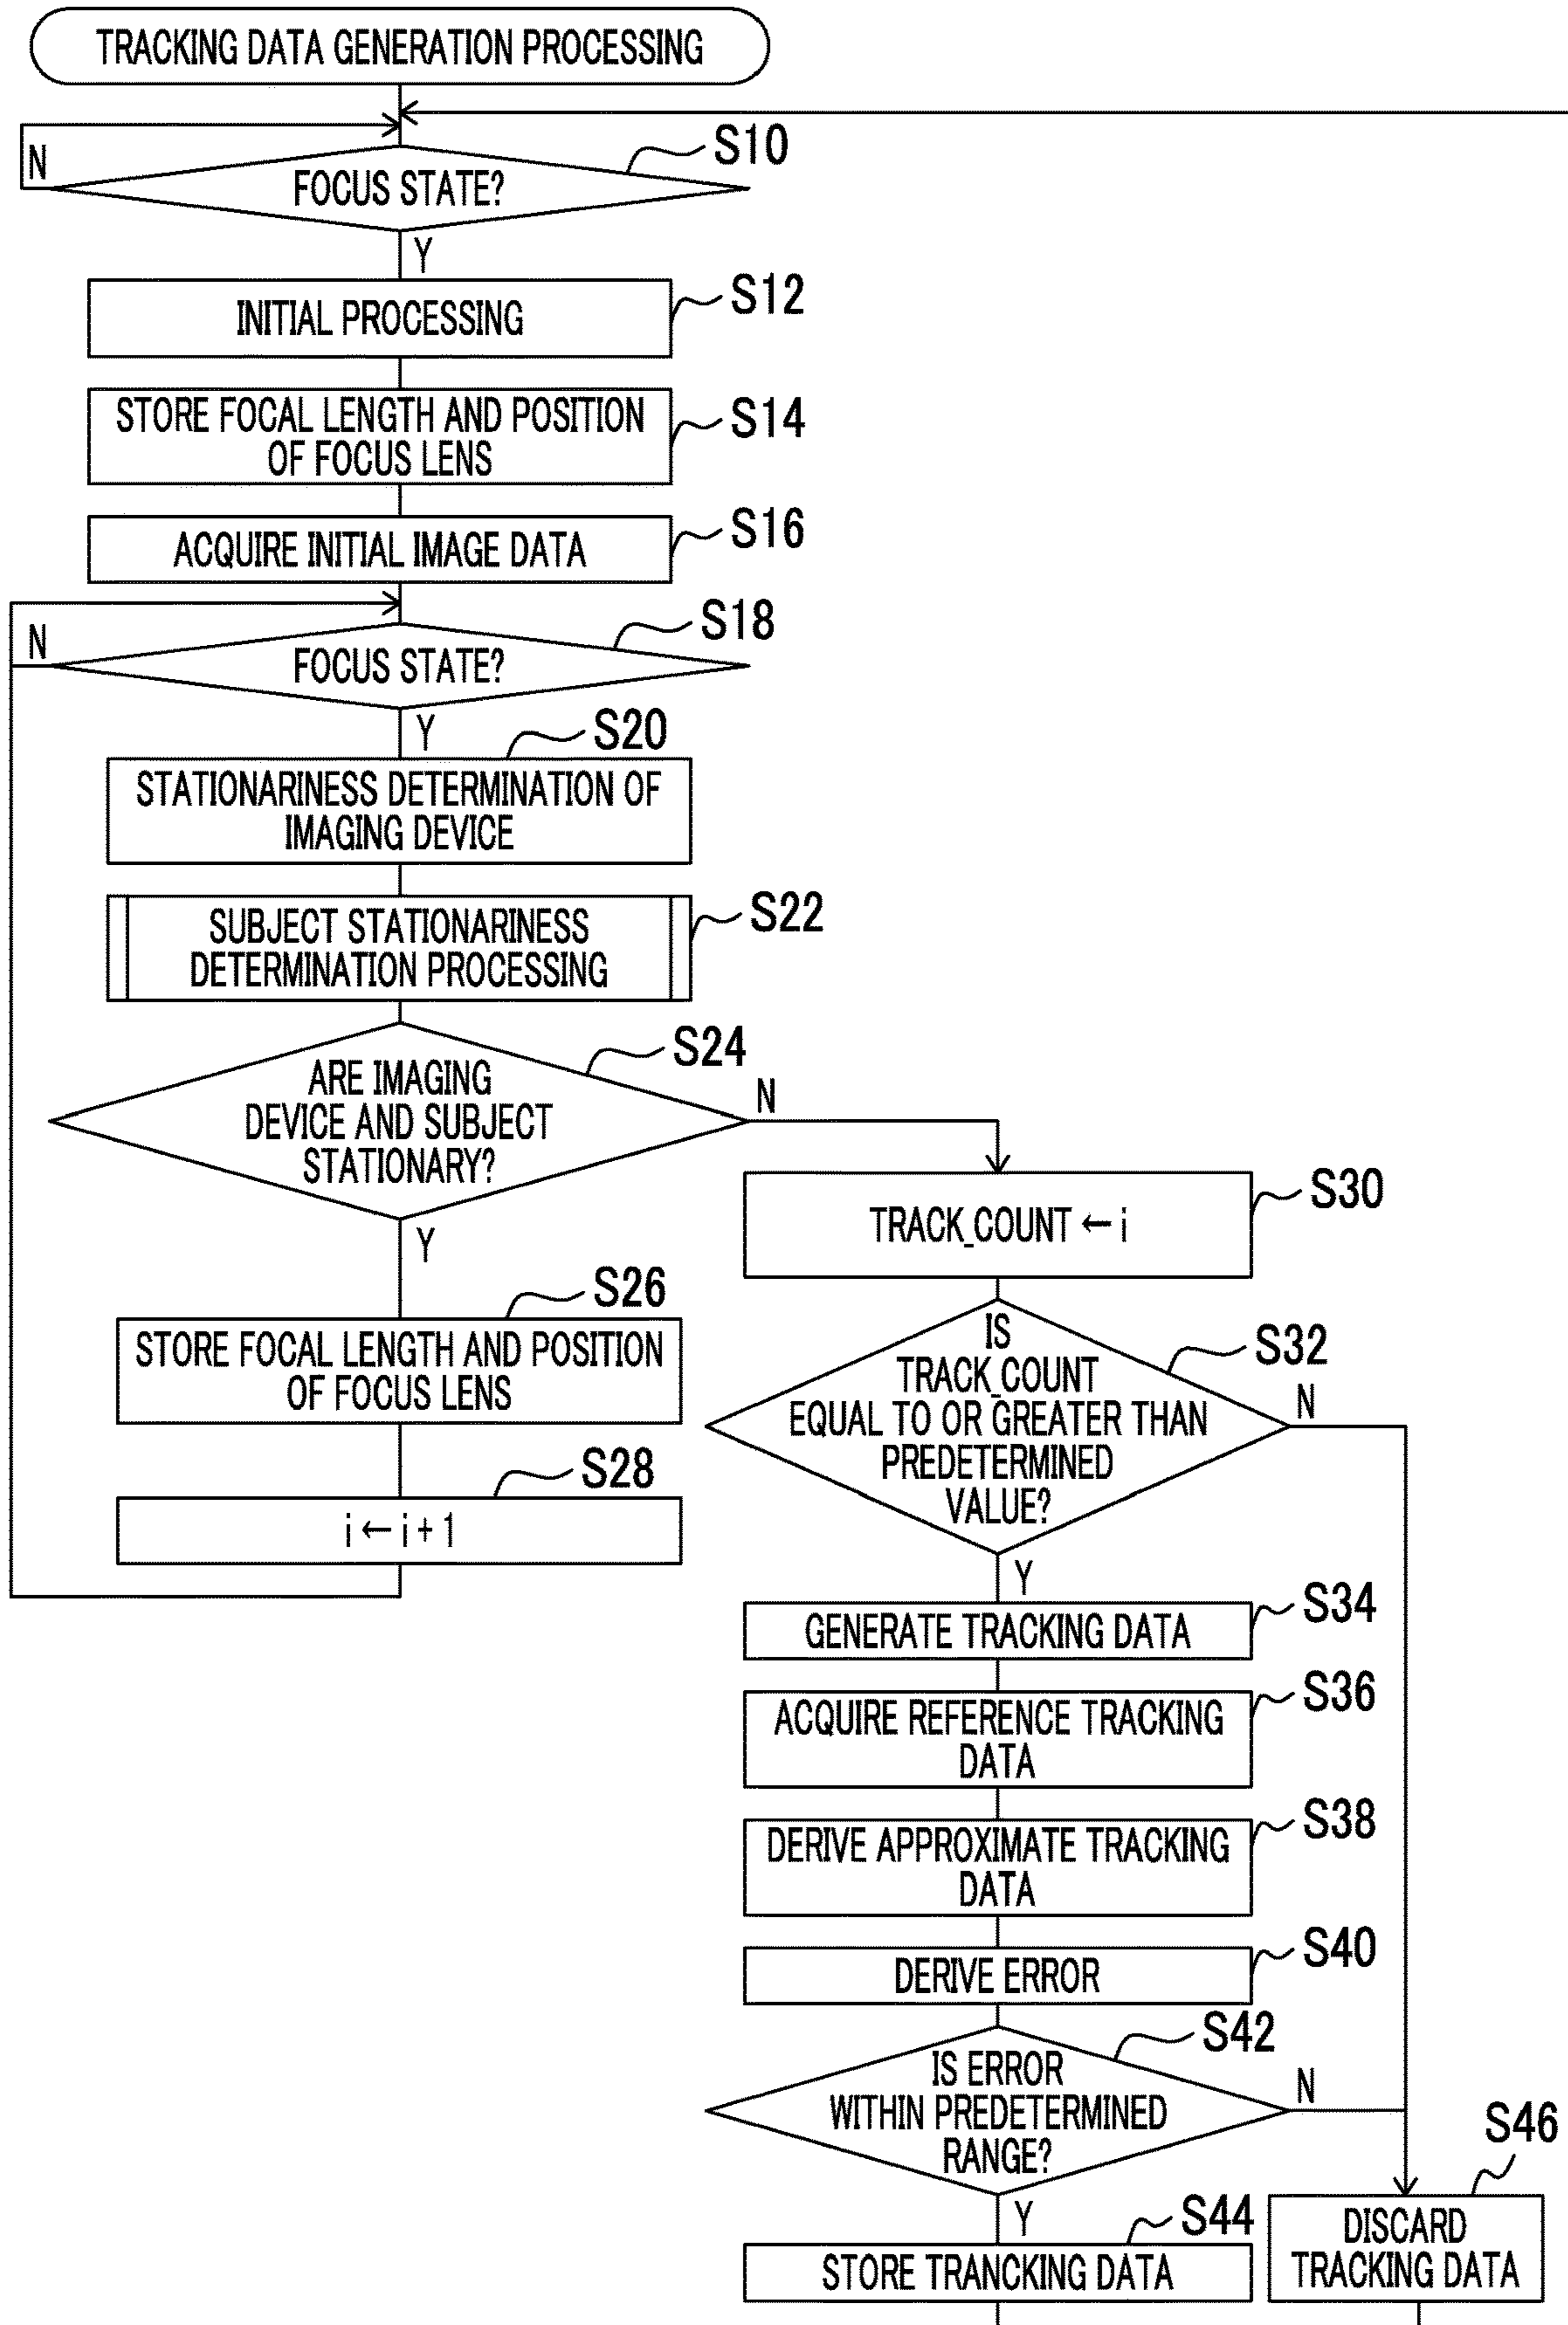 TRACKING DATA GENERATION PROCESSING
N
S10
FOCUS STATE?
Y
S12
INITIAL PROCESSING
S14
STORE FOCAL LENGTH AND POSITION
OF FOCUS LENS
S16
ACQUIRE INITIAL IMAGE DATA
S18
N
FOCUS STATE?
Y
S20
STATIONARINESS DETERMINATION OF
IMAGING DEVICE
S22
SUBJECT STATIONARINESS
DETERMINATION PROCESSING
S24
ARE IMAGING
DEVICE AND SUBJECT
STATIONARY?
N
Y
S26
STORE FOCAL LENGTH AND POSITION
OF FOCUS LENS
S28
i ← i + 1
S30
TRACK_COUNT ← i
S32
IS
TRACK_COUNT
EQUAL TO OR GREATER THAN
PREDETERMINED
VALUE?
N
Y
S34
GENERATE TRACKING DATA
S36
ACQUIRE REFERENCE TRACKING
DATA
S38
DERIVE APPROXIMATE TRACKING
DATA
S40
DERIVE ERROR
S42
IS ERROR
WITHIN PREDETERMINED
RANGE?
N
Y
S44
STORE TRANCKING DATA
S46
DISCARD
TRACKING DATA